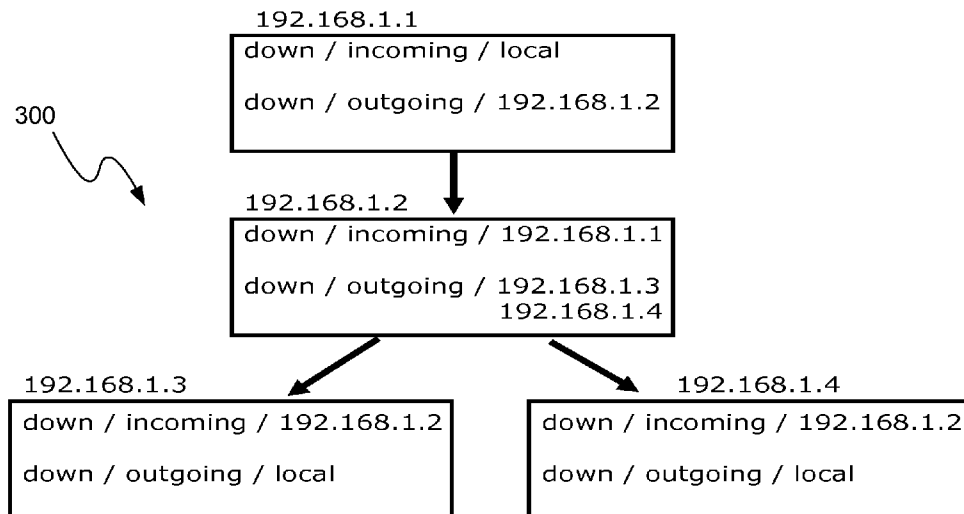 192.168.1.1
down / incoming / local
down / outgoing / 192.168.1.2
300
192.168.1.2
down / incoming / 192.168.1.1
down / outgoing / 192.168.1.3
192.168.1.4
192.168.1.3
down / incoming / 192.168.1.2
down / outgoing / local
192.168.1.4
down / incoming / 192.168.1.2
down / outgoing / local